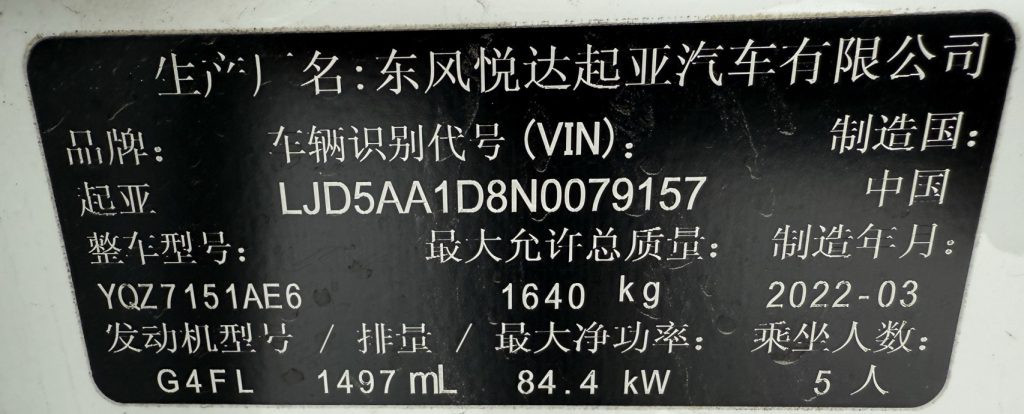 生产厂名：东风悦达起亚汽车有限公司
品牌： 车辆识别代号 (VIN)： 制造国：
起亚 LJD5AA1D8N0079157 中国
整车型号： 最大允许总质量： 制造年月：
YQZ7151AE6 1640 kg 2022-03
发动机型号 / 排量 / 最大净功率： 乘坐人数：
G4FL 1497 mL 84.4 kW 5 人